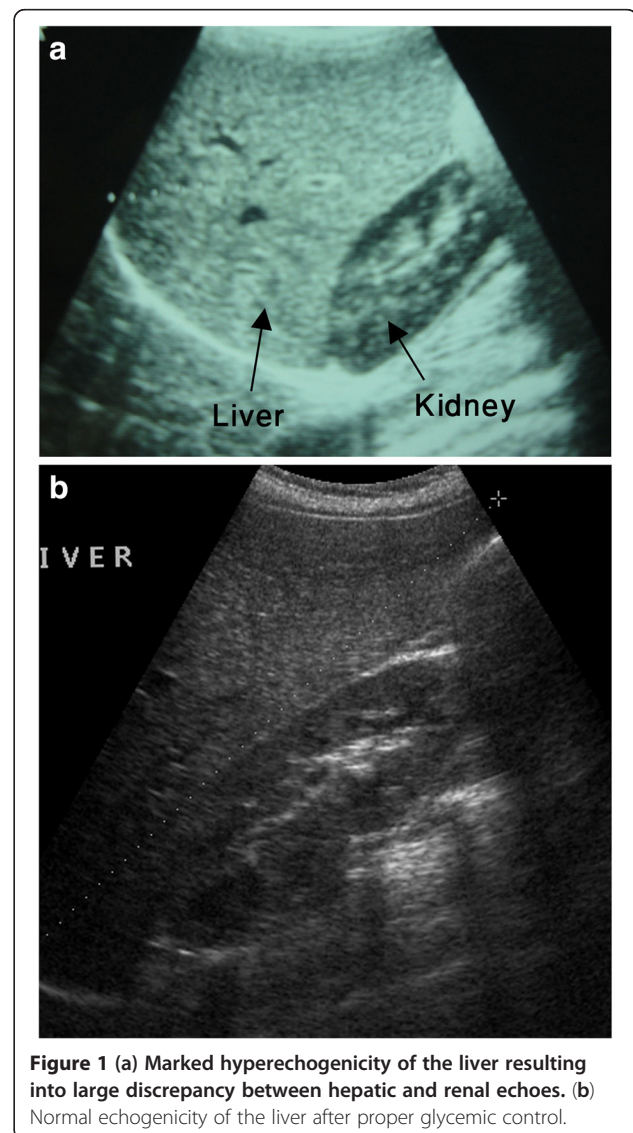 a
Liver
Kidney
b
IVER
Figure 1 (a) Marked hyperechogenicity of the liver resulting
into large discrepancy between hepatic and renal echoes. (b)
Normal echogenicity of the liver after proper glycemic control.